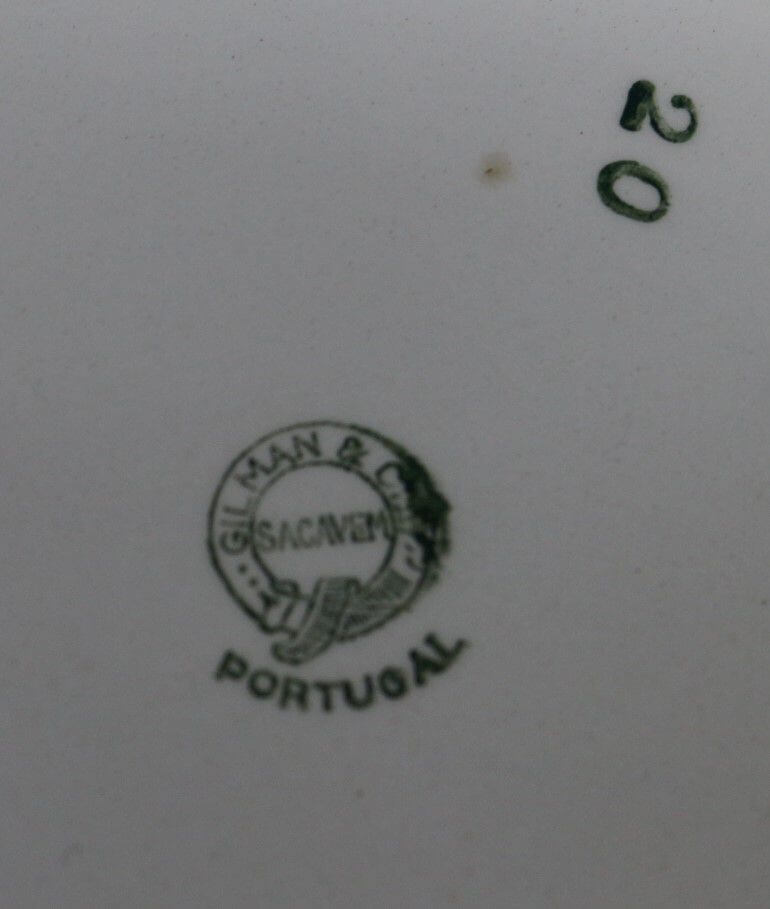 20
GILMAN & C
SACAVEM
PORTUGAL